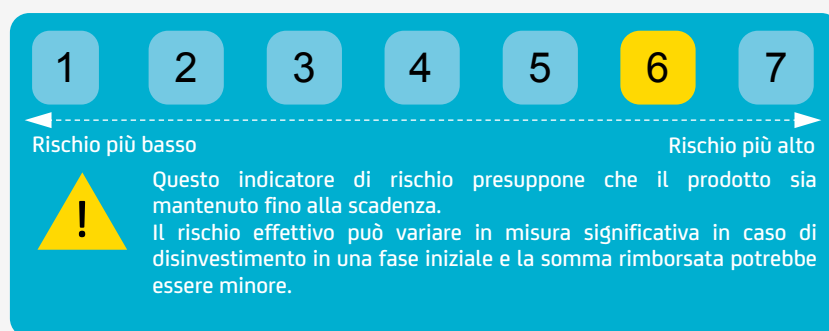 1 2 3 4 5 6 7
Rischio più basso Rischio più alto
!
Questo indicatore di rischio presuppone che il prodotto sia
mantenuto fino alla scadenza.
Il rischio effettivo può variare in misura significativa in caso di
disinvestimento in una fase iniziale e la somma rimborsata potrebbe
essere minore.